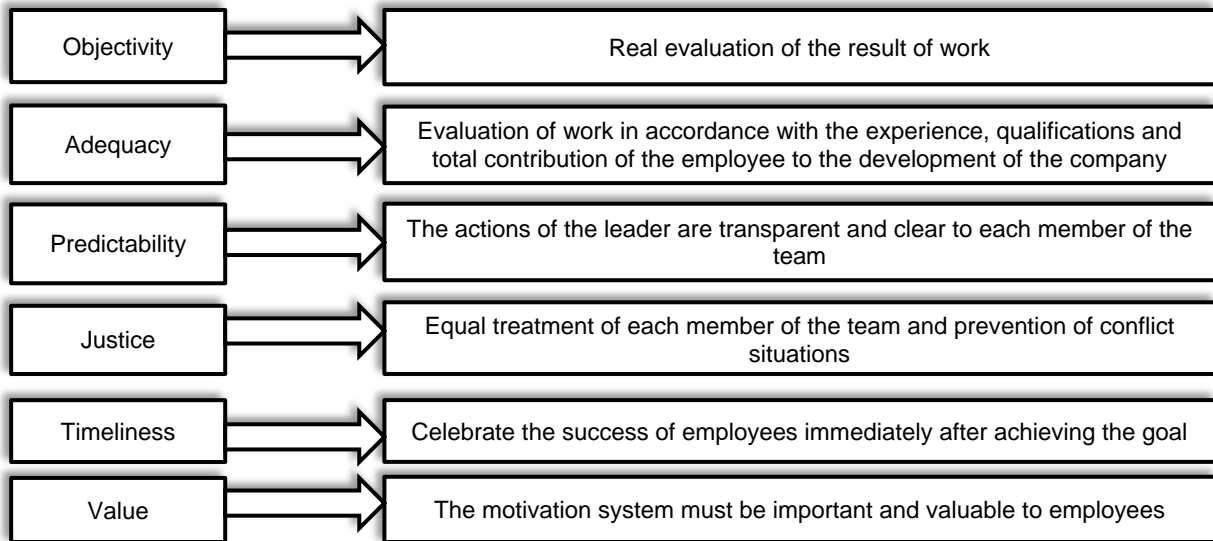 Objectivity
Real evaluation of the result of work
Adequacy
Evaluation of work in accordance with the experience, qualifications and
total contribution of the employee to the development of the company
Predictability
The actions of the leader are transparent and clear to each member of the
team
Justice
Equal treatment of each member of the team and prevention of conflict
situations
Timeliness
Celebrate the success of employees immediately after achieving the goal
Value
The motivation system must be important and valuable to employees